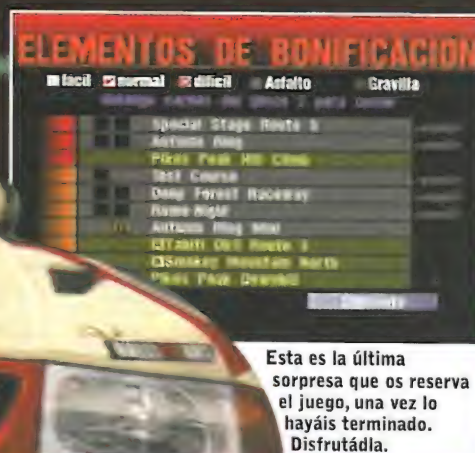 ELEMENTOS DE BONIFICACIÓN
fácil normal difícil Asfalto Gravilla
Special Stage Route 5
Autumn Ring
Pikes Peak Hill Climb
Test Course
Deep Forest Raceway
Rome Night
Autumn Ring Mini
Tahiti Dirt Route 3
Smokey Mountain North
Pikes Peak Downhill
Esta es la última
sorpresa que os reserva
el juego, una vez lo
hayáis terminado.
Disfrutádla.